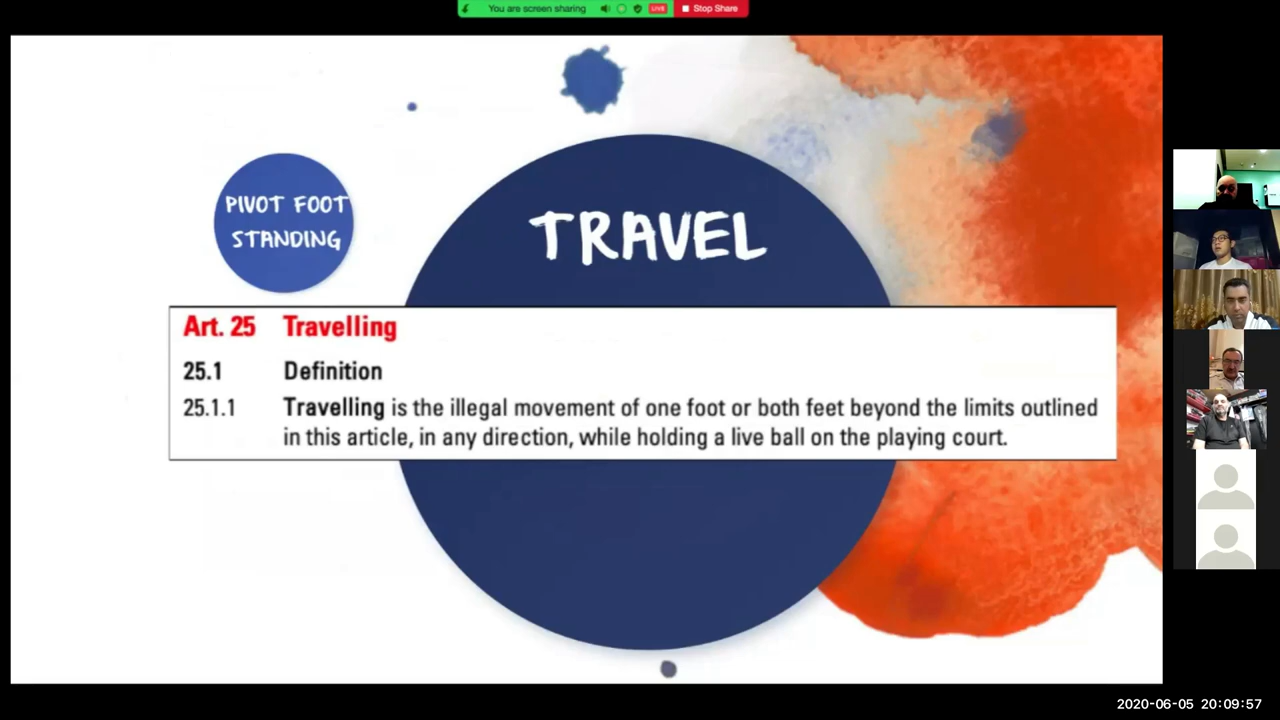 You are screen sharing
LIVE
Stop Share
PIVOT FOOT
STANDING
TRAVEL
Art. 25 Travelling
25.1 Definition
25.1.1 Travelling is the illegal movement of one foot or both feet beyond the limits outlined
in this article, in any direction, while holding a live ball on the playing court.
2020-06-05 20:09:57